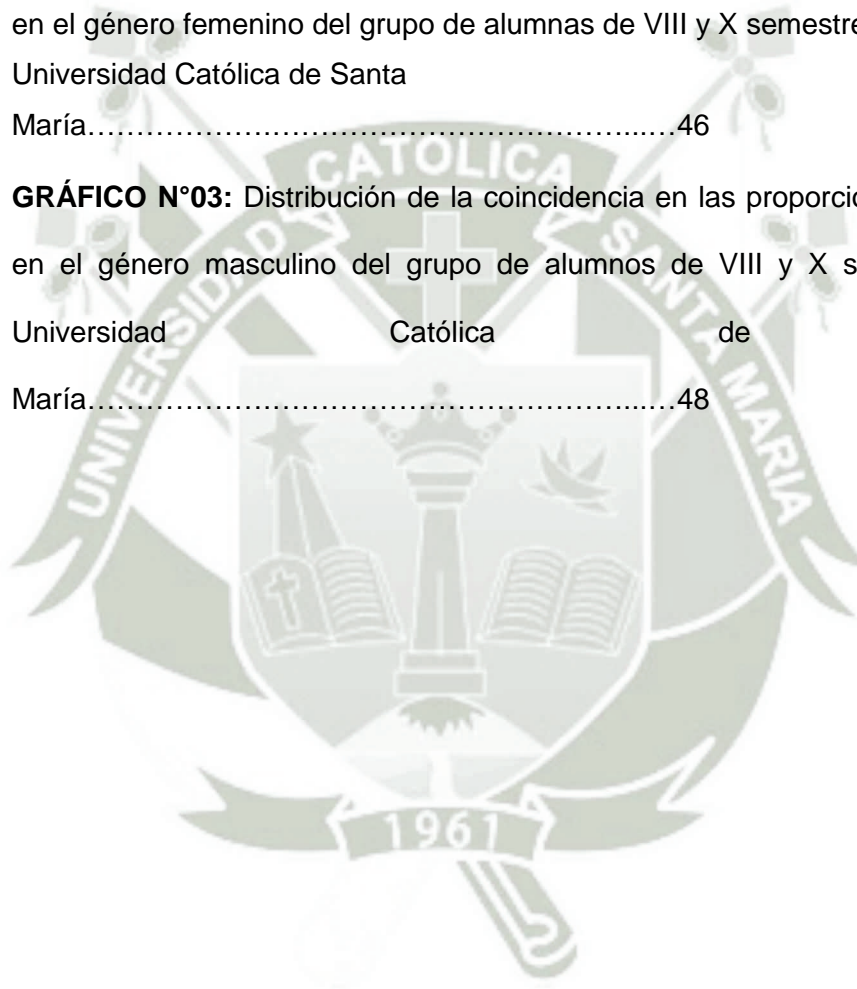 en el género femenino del grupo de alumnas de VIII y X semestre
Universidad Católica de Santa
María……………….……………………………….…...…46
GRÁFICO N°03: Distribución de la coincidencia en las
en el género masculino del grupo de alumnos de VIII y X
Universidad Católica de
María……………………………………………...…48
UNIVERSIDAD CATÓLICA SANTA MARIA
1961